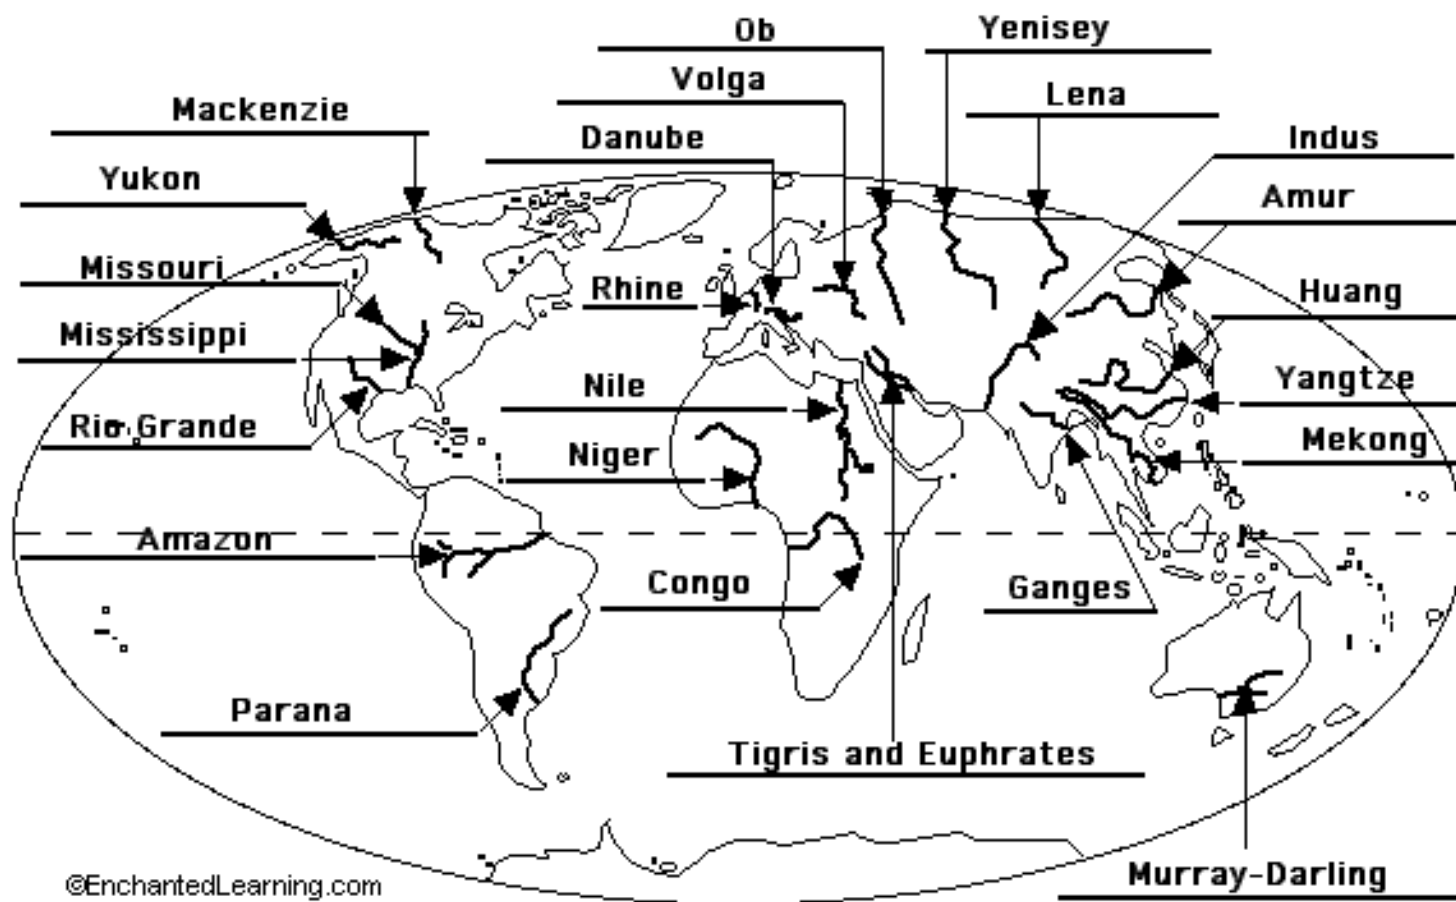 Ob
Yenisey
Volga
Lena
Mackenzie
Danube
Indus
Yukon
Amur
Missouri
Rhine
Huang
Mississippi
Nile
Yangtze
Rio Grande
Niger
Mekong
Amazon
Congo
Ganges
Parana
Tigris and Euphrates
Murray-Darling
©EnchantedLearning.com